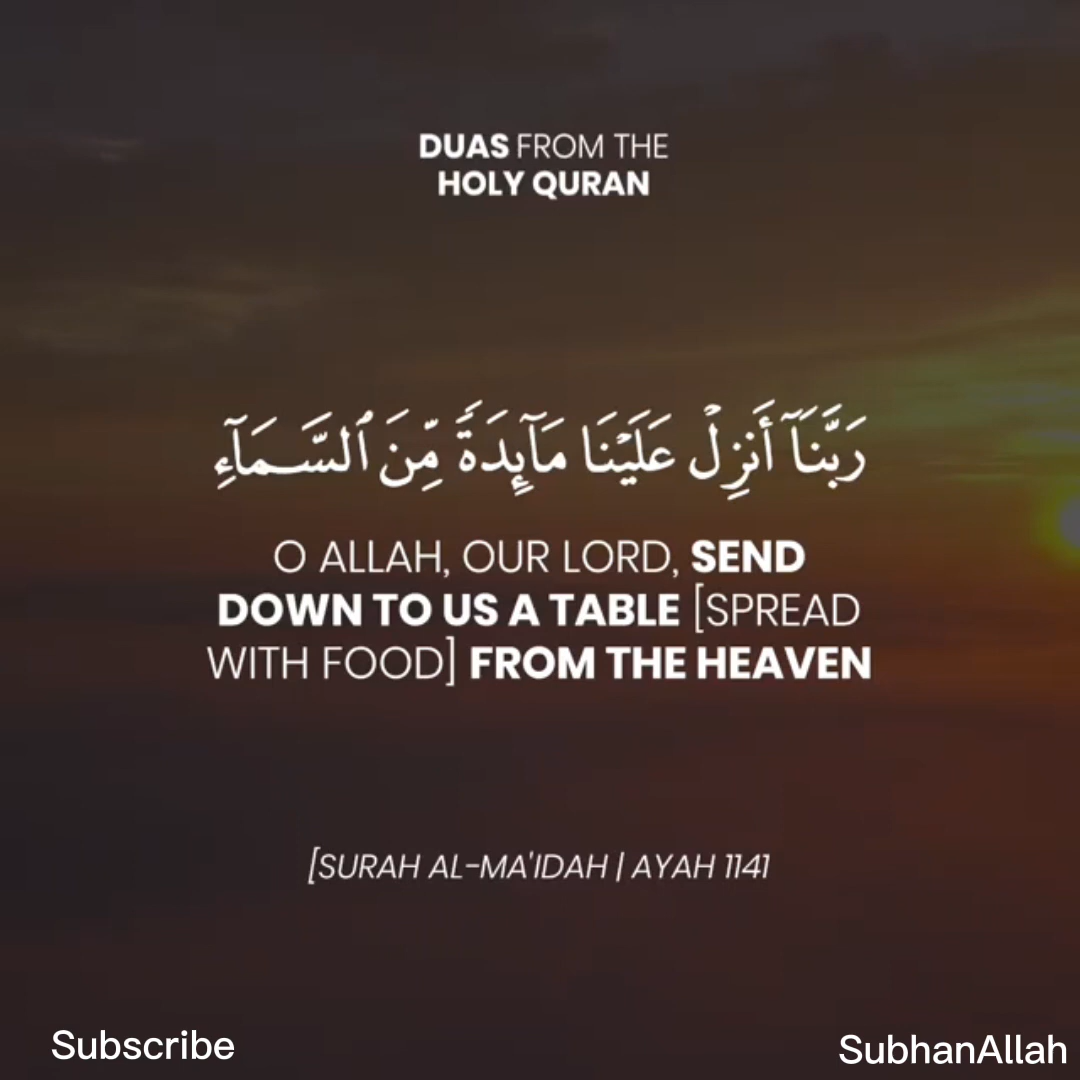 DUAS FROM THE
HOLY QURAN
رَبَّنَآ أَنزِلْ عَلَيْنَا مَآئِدَةً مِّنَ ٱلسَّمَآءِ
O ALLAH, OUR LORD, SEND
DOWN TO US A TABLE [SPREAD
WITH FOOD] FROM THE HEAVEN
[SURAH AL-MA'IDAH | AYAH 1141
Subscribe
SubhanAllah